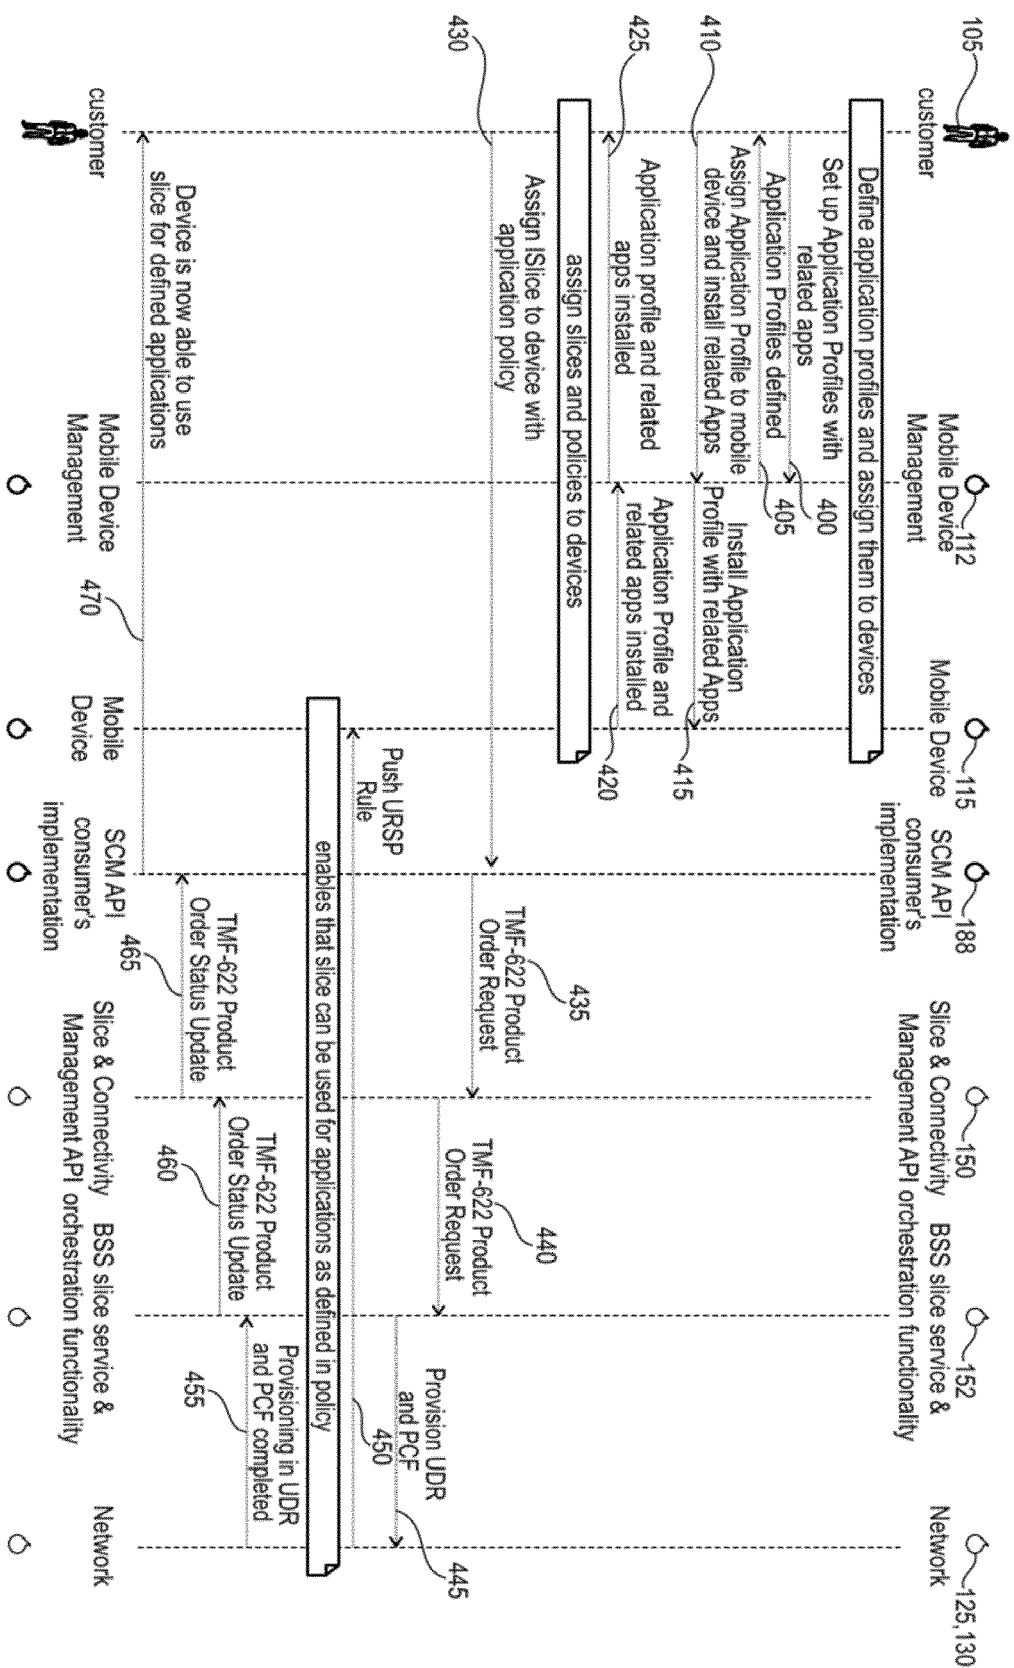 105
112
115
188
150
152
125,130
customer
Mobile Device
Management
Mobile Device
SCM API
consumer's
implementation
Slice & Connectivity
Management API
BSS slice service &
orchestration functionality
Network
Define application profiles and assign them to devices
Set up Application Profiles with
related apps
400
Application Profiles defined
405
410
Assign Application Profile to mobile
device and install related Apps
Install Application
Profile with related Apps
415
Application Profile and
related apps installed
420
425
Application profile and related
apps installed
assign slices and policies to devices
430
Assign ISlice to device with
application policy
435
TMF-622 Product
Order Request
440
TMF-622 Product
Order Request
Provision UDR
and PCF
445
Push URSP
Rule
450
enables that slice can be used for applications as defined in policy
Provisioning in UDR
and PCF completed
455
TMF-622 Product
Order Status Update
460
TMF-622 Product
Order Status Update
465
Device is now able to use
slice for defined applications
470
customer
Mobile Device
Management
Mobile
Device
SCM API
consumer's
implementation
Slice & Connectivity
Management API
BSS slice service &
orchestration functionality
Network